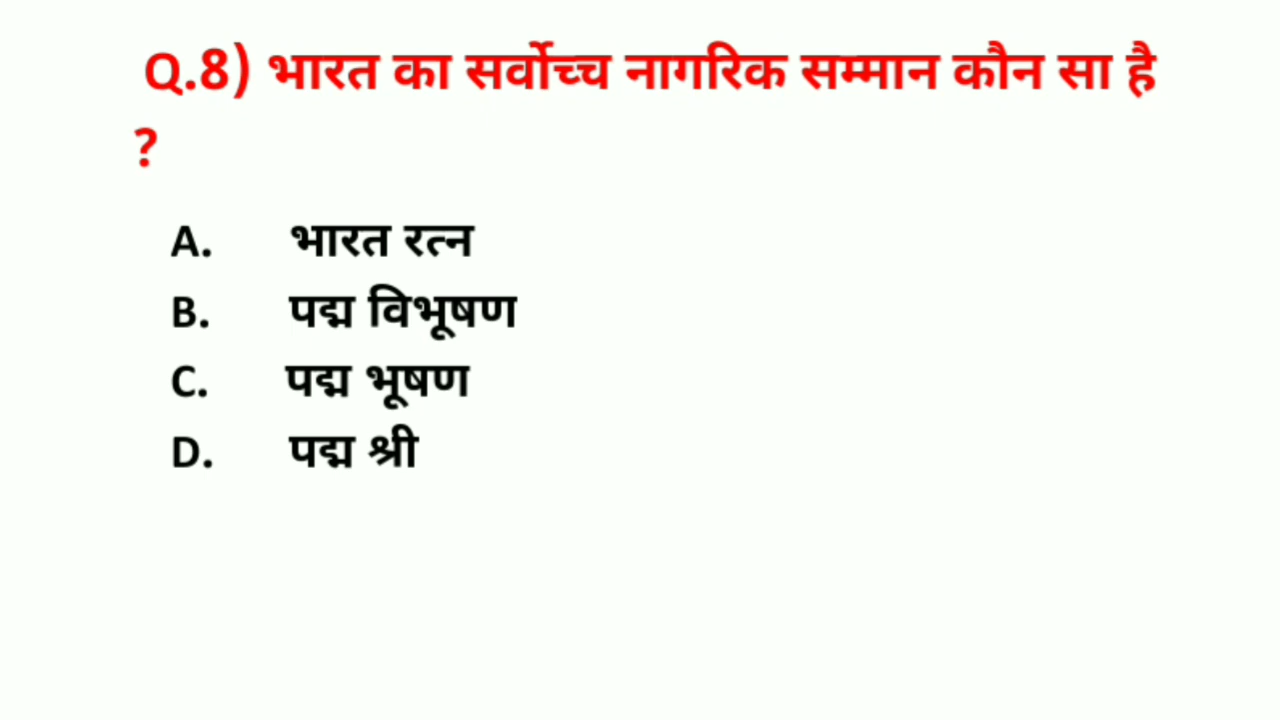 Q.8) भारत का सर्वोच्च नागरिक सम्मान कौन सा है
?
A. भारत रत्न
B. पद्म विभूषण
C. पद्म भूषण
D. पद्म श्री